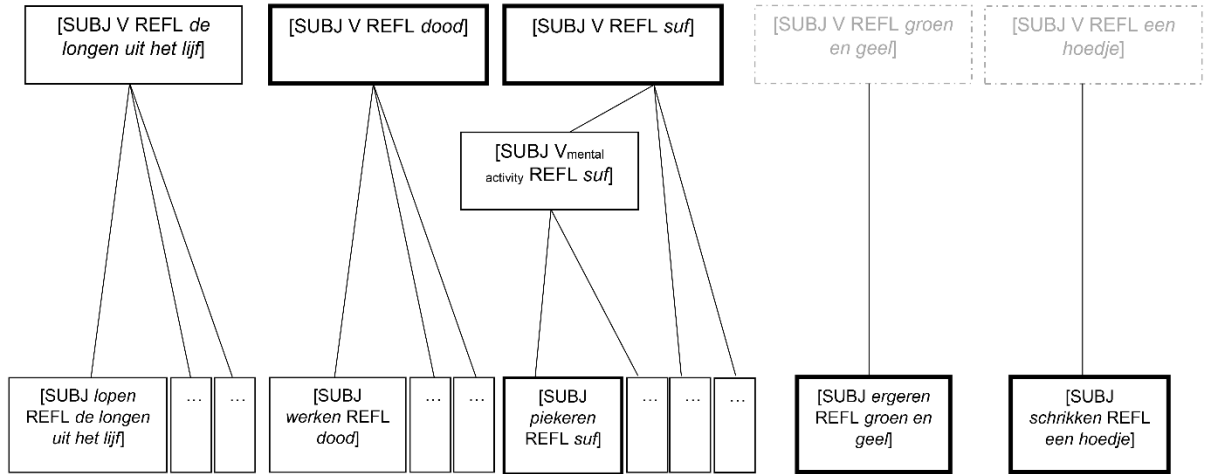 [SUBJ V REFL de
longen uit het lijf]
[SUBJ V REFL dood]
[SUBJ V REFL suf]
[SUBJ V REFL groen
en geel]
[SUBJ V REFL een
hoedje]
[SUBJ Vmental
activity REFL suf]
[SUBJ lopen
REFL de longen
uit het lijf]
...
...
[SUBJ
werken REFL
dood]
...
...
[SUBJ
piekeren
REFL suf]
...
...
...
[SUBJ ergeren
REFL groen en
geel]
[SUBJ
schrikken REFL
een hoedje]